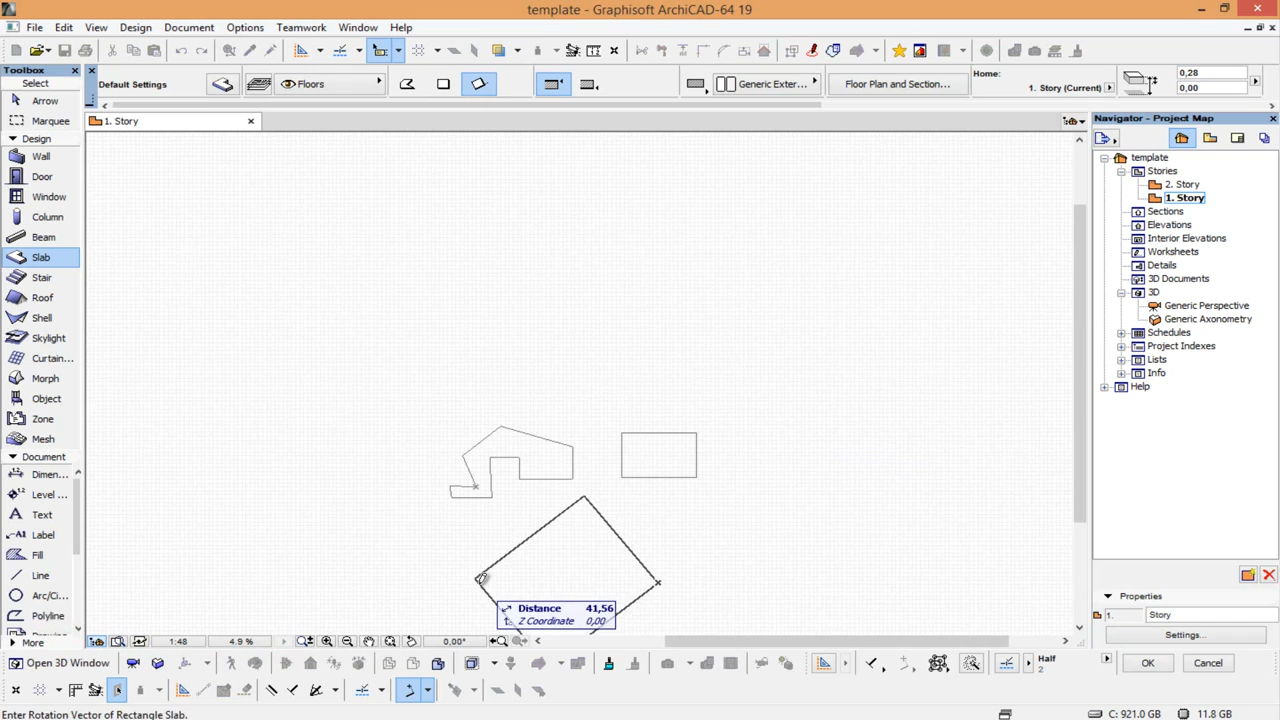 template - Graphisoft ArchiCAD-64 19
File Edit View Design Document Options Teamwork Window Help
Toolbox
Select
Arrow
Marquee
Design
Wall
Door
Window
Column
Beam
Slab
Stair
Roof
Shell
Skylight
Curtain...
Morph
Object
Zone
Mesh
Document
Dimen...
Level ...
Text
Label
Fill
Line
Arc/Ci...
Polyline
More
Default Settings
Floors
Generic Exter...
Floor Plan and Section...
Home:
1. Story (Current)
0,28
0,00
1. Story
Distance 41,56
Z Coordinate 0,00
1:48
4.9 %
0,00°
Navigator - Project Map
template
Stories
2. Story
1. Story
Sections
Elevations
Interior Elevations
Worksheets
Details
3D Documents
3D
Generic Perspective
Generic Axonometry
Schedules
Project Indexes
Lists
Info
Help
Properties
1. Story
Settings...
Open 3D Window
Half
2
OK Cancel
Enter Rotation Vector of Rectangle Slab.
C: 921.0 GB 11.8 GB